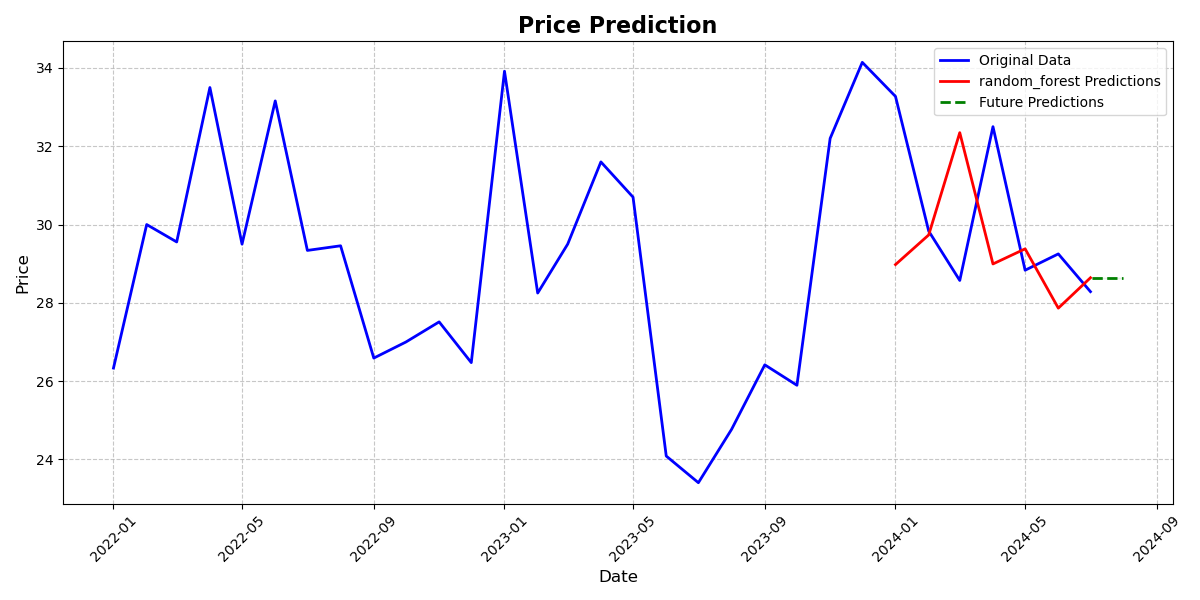 Price Prediction
Original Data
random_forest Predictions
Future Predictions
Price
34
32
30
28
26
24
2022-01
2022-05
2022-09
2023-01
2023-05
2023-09
2024-01
2024-05
2024-09
Date